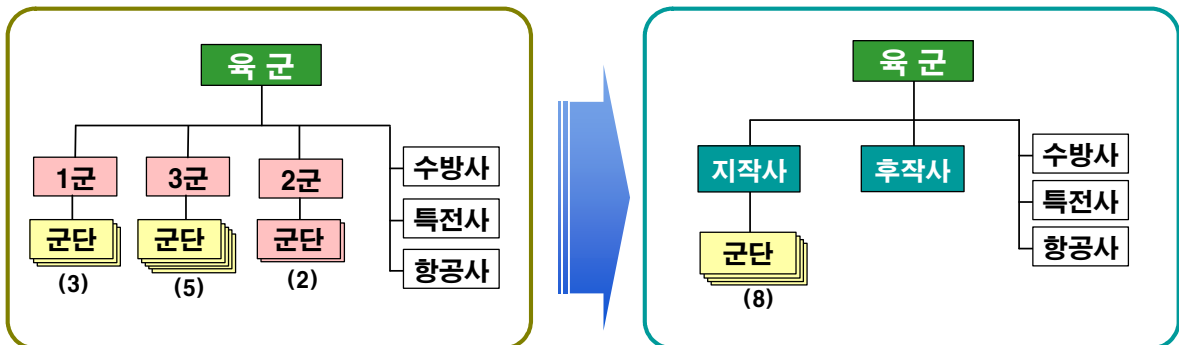 육 군
1군
3군
2군
군단
(3)
군단
(5)
군단
(2)
수방사
특전사
항공사
육 군
지작사
후작사
군단
(8)
수방사
특전사
항공사